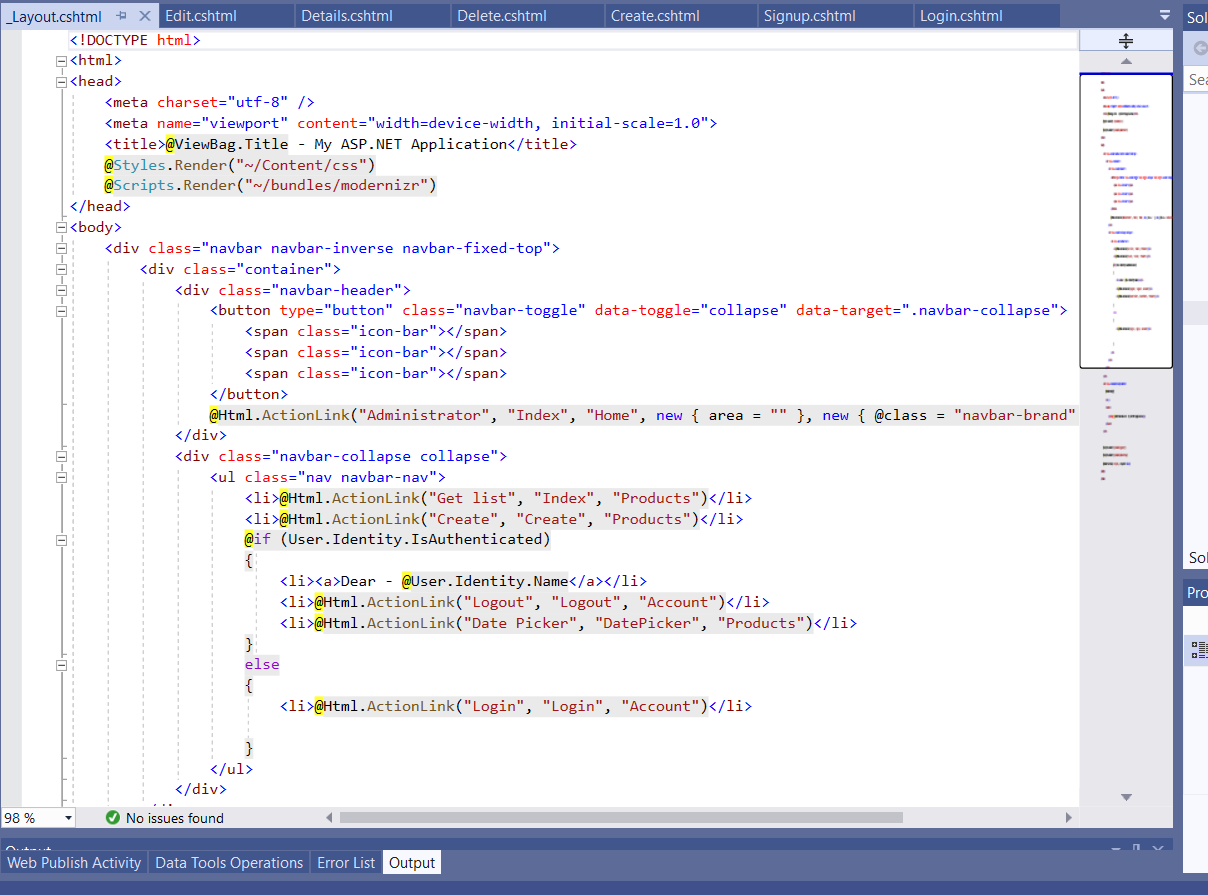 _Layout.cshtml Edit.cshtml Details.cshtml Delete.cshtml Create.cshtml Signup.cshtml Login.cshtml
Sol
Sea
<!DOCTYPE html>
<html>
<head>
<meta charset="utf-8" />
<meta name="viewport" content="width=device-width, initial-scale=1.0">
<title>@ViewBag.Title - My ASP.NET Application</title>
@Styles.Render("~/Content/css")
@Scripts.Render("~/bundles/modernizr")
</head>
<body>
<div class="navbar navbar-inverse navbar-fixed-top">
<div class="container">
<div class="navbar-header">
<button type="button" class="navbar-toggle" data-toggle="collapse" data-target=".navbar-collapse">
<span class="icon-bar"></span>
<span class="icon-bar"></span>
<span class="icon-bar"></span>
</button>
@Html.ActionLink("Administrator", "Index", "Home", new { area = "" }, new { @class = "navbar-brand"
</div>
<div class="navbar-collapse collapse">
<ul class="nav navbar-nav">
<li>@Html.ActionLink("Get list", "Index", "Products")</li>
<li>@Html.ActionLink("Create", "Create", "Products")</li>
@if (User.Identity.IsAuthenticated)
{
<li><a>Dear - @User.Identity.Name</a></li>
<li>@Html.ActionLink("Logout", "Logout", "Account")</li>
<li>@Html.ActionLink("Date Picker", "DatePicker", "Products")</li>
}
else
{
<li>@Html.ActionLink("Login", "Login", "Account")</li>
}
</ul>
</div>
Sol
Pro
98 % No issues found
Output
Web Publish Activity Data Tools Operations Error List Output